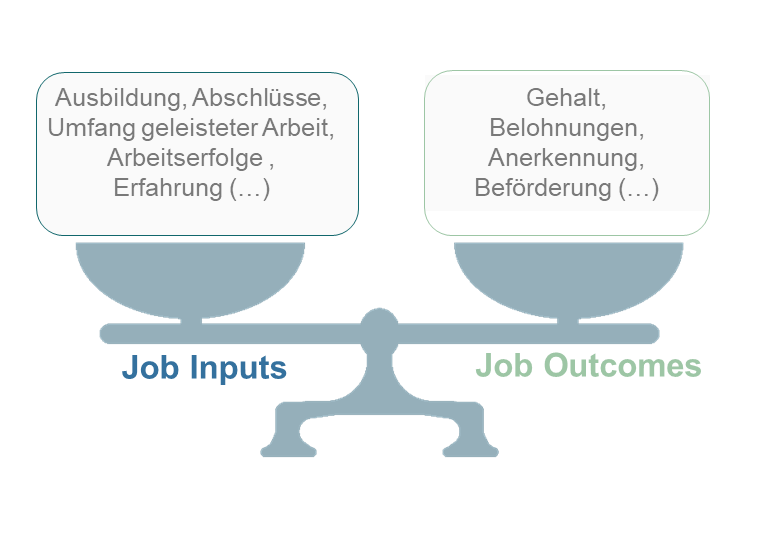 Ausbildung, Abschlüsse,
Umfang geleisteter Arbeit,
Arbeitserfolge ,
Erfahrung (…)
Gehalt,
Belohnungen,
Anerkennung,
Beförderung (…)
Job Inputs
Job Outcomes